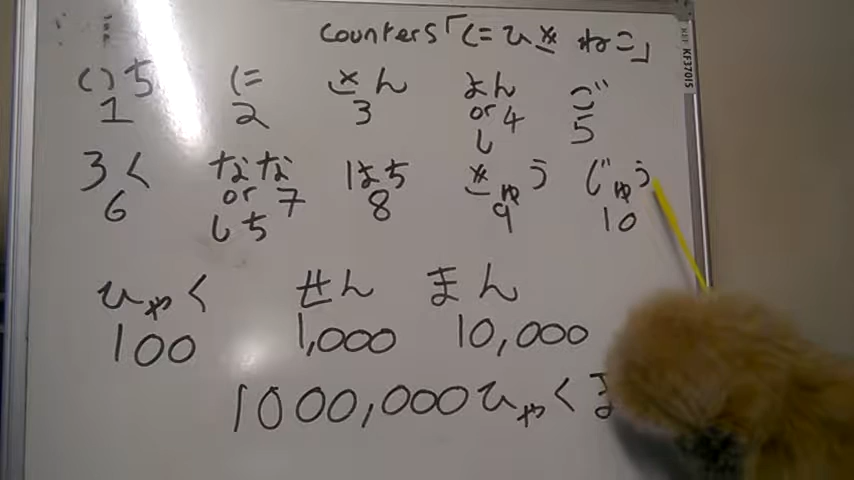 counters「にひきねこ」
いち に さん よん ご
1 2 3 or 4 5
し
ろく なな はち きゅう じゅう
6 or 7 8 9 10
しち
ひゃく せん まん
100 1,000 10,000
1000,000 ひゃくま
KF37015